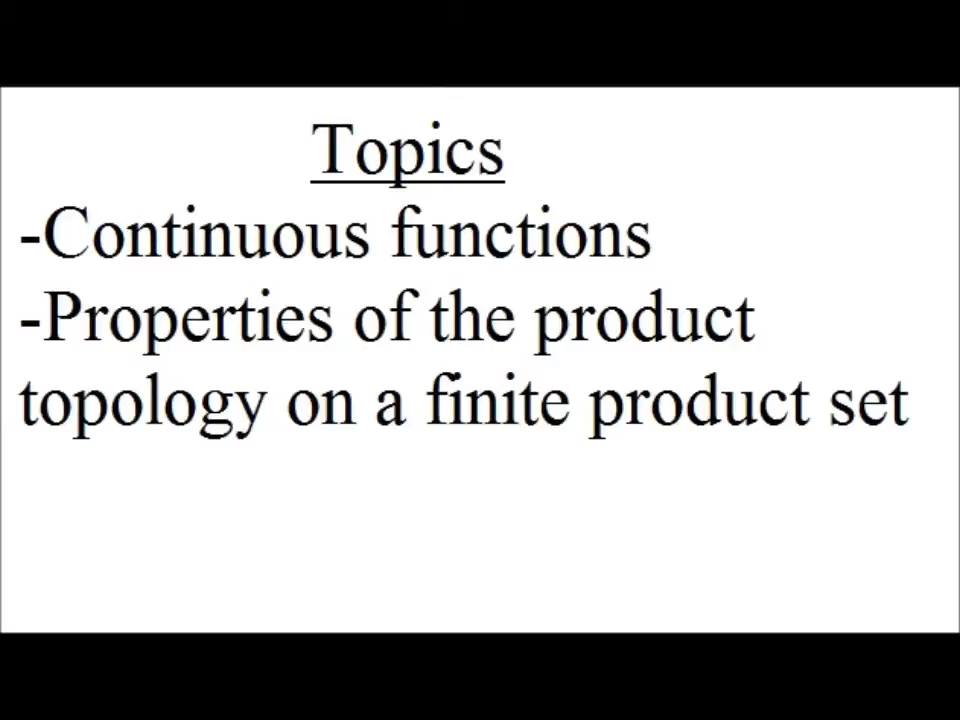 Topics
-Continuous functions
-Properties of the product
topology on a finite product set